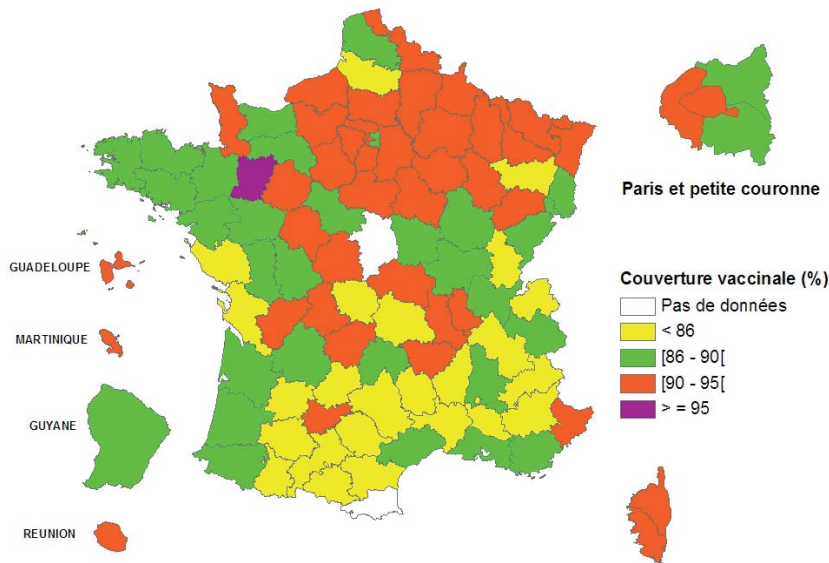 Paris et petite couronne
GUADELOUPE
MARTINIQUE
GUYANE
REUNION
Couverture vaccinale (%)
Pas de données
< 86
[86 - 90[
[90 - 95[
> = 95